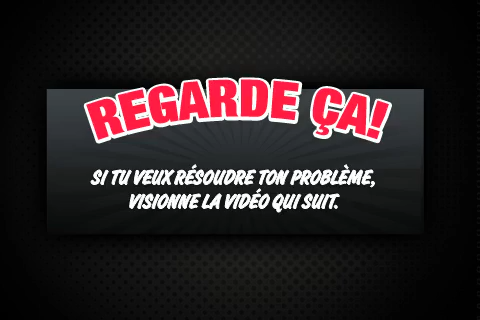 REGARDE ÇA!
SI TU VEUX RÉSOUDRE TON PROBLÈME,
VISIONNE LA VIDÉO QUI SUIT.